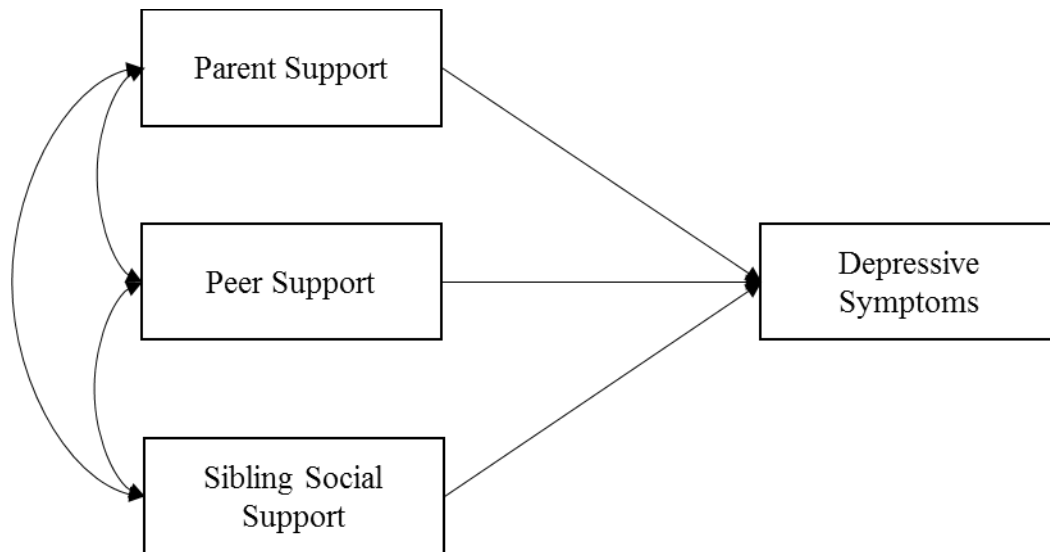 Parent Support
Peer Support
Depressive
Symptoms
Sibling Social
Support